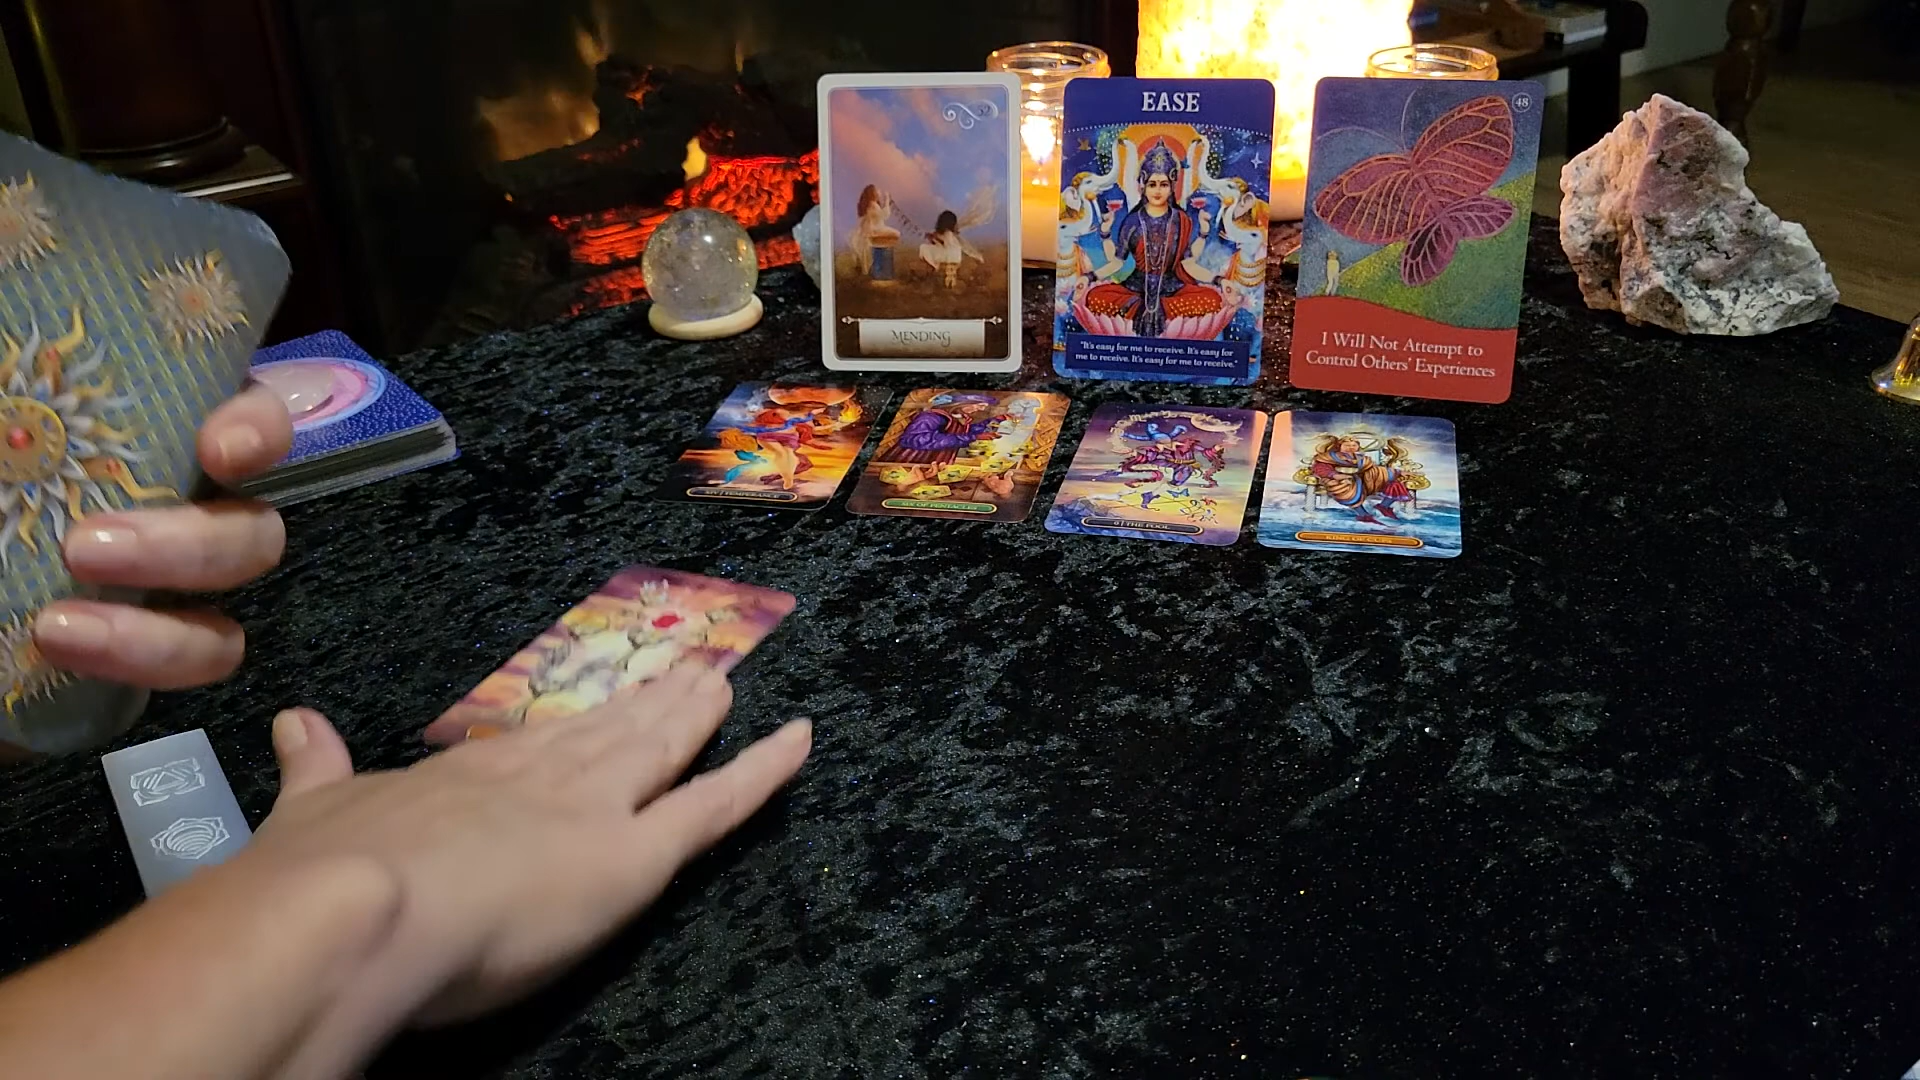 52
MENDING
EASE
"It's easy for me to receive. It's easy for
me to receive. It's easy for me to receive."
48
I Will Not Attempt to
Control Others' Experiences
XIV | TEMPERANCE
SIX OF PENTACLES
0 | THE FOOL
KING OF CUPS